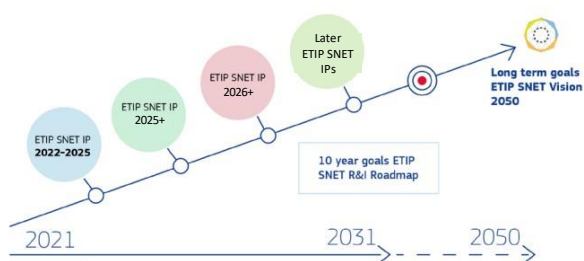 Later
ETIP SNET
IPs
ETIP SNET IP
2026+
ETIP SNET IP
2025+
ETIP SNET IP
2022-2025
Long term goals
ETIP SNET Vision
2050
10 year goals ETIP
SNET R&I Roadmap
2021
2031
2050